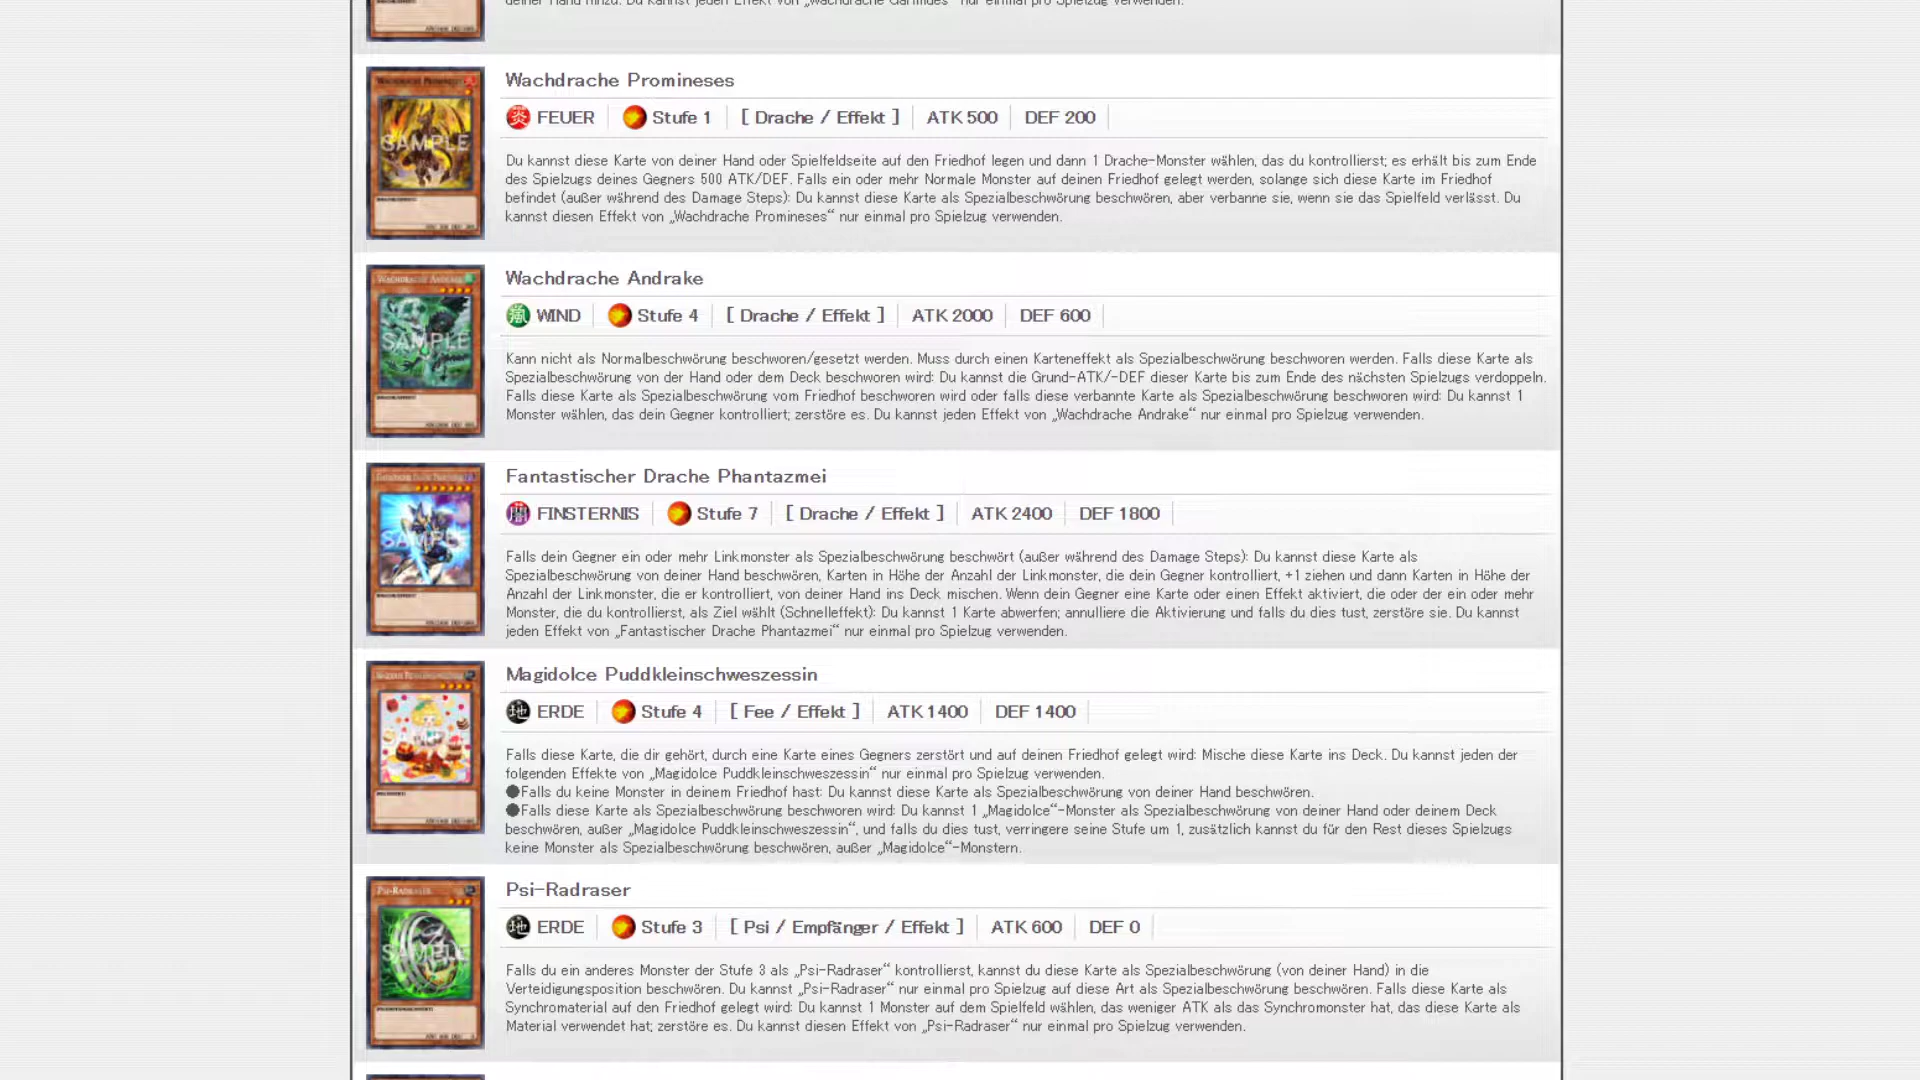 deiner Hand hinzu. Du kannst jeden Effekt von „Wachdrache Garmides“ nur einmal pro Spielzug verwenden.
Wachdrache Promineses
炎 FEUER Stufe 1 [ Drache / Effekt ] ATK 500 DEF 200
SAMPLE
Du kannst diese Karte von deiner Hand oder Spielfeldseite auf den Friedhof legen und dann 1 Drache-Monster wählen, das du kontrollierst; es erhält bis zum Ende
des Spielzugs deines Gegners 500 ATK/DEF. Falls ein oder mehr Normale Monster auf deinen Friedhof gelegt werden, solange sich diese Karte im Friedhof
befindet (außer während des Damage Steps): Du kannst diese Karte als Spezialbeschwörung beschwören, aber verbanne sie, wenn sie das Spielfeld verlässt. Du
kannst diesen Effekt von „Wachdrache Promineses“ nur einmal pro Spielzug verwenden.
Wachdrache Andrake
風 WIND Stufe 4 [ Drache / Effekt ] ATK 2000 DEF 600
SAMPLE
Kann nicht als Normalbeschwörung beschworen/gesetzt werden. Muss durch einen Karteneffekt als Spezialbeschwörung beschworen werden. Falls diese Karte als
Spezialbeschwörung von der Hand oder dem Deck beschworen wird: Du kannst die Grund-ATK/-DEF dieser Karte bis zum Ende des nächsten Spielzugs verdoppeln.
Falls diese Karte als Spezialbeschwörung vom Friedhof beschworen wird oder falls diese verbannte Karte als Spezialbeschwörung beschworen wird: Du kannst 1
Monster wählen, das dein Gegner kontrolliert; zerstöre es. Du kannst jeden Effekt von „Wachdrache Andrake“ nur einmal pro Spielzug verwenden.
Fantastischer Drache Phantazmei
闇 FINSTERNIS Stufe 7 [ Drache / Effekt ] ATK 2400 DEF 1800
SAMPLE
Falls dein Gegner ein oder mehr Linkmonster als Spezialbeschwörung beschwört (außer während des Damage Steps): Du kannst diese Karte als
Spezialbeschwörung von deiner Hand beschwören, Karten in Höhe der Anzahl der Linkmonster, die dein Gegner kontrolliert, +1 ziehen und dann Karten in Höhe der
Anzahl der Linkmonster, die er kontrolliert, von deiner Hand ins Deck mischen. Wenn dein Gegner eine Karte oder einen Effekt aktiviert, die oder der ein oder mehr
Monster, die du kontrollierst, als Ziel wählt (Schnelleffekt): Du kannst 1 Karte abwerfen; annulliere die Aktivierung und falls du dies tust, zerstöre sie. Du kannst
jeden Effekt von „Fantastischer Drache Phantazmei“ nur einmal pro Spielzug verwenden.
Magidolce Puddkleinschweszessin
地 ERDE Stufe 4 [ Fee / Effekt ] ATK 1400 DEF 1400
Falls diese Karte, die dir gehört, durch eine Karte eines Gegners zerstört und auf deinen Friedhof gelegt wird: Mische diese Karte ins Deck. Du kannst jeden der
folgenden Effekte von „Magidolce Puddkleinschweszessin“ nur einmal pro Spielzug verwenden.
●Falls du keine Monster in deinem Friedhof hast: Du kannst diese Karte als Spezialbeschwörung von deiner Hand beschwören.
●Falls diese Karte als Spezialbeschwörung beschworen wird: Du kannst 1 „Magidolce“-Monster als Spezialbeschwörung von deiner Hand oder deinem Deck
beschwören, außer „Magidolce Puddkleinschweszessin“, und falls du dies tust, verringere seine Stufe um 1, zusätzlich kannst du für den Rest dieses Spielzugs
keine Monster als Spezialbeschwörung beschwören, außer „Magidolce“-Monstern.
Psi-Radraser
地 ERDE Stufe 3 [ Psi / Empfänger / Effekt ] ATK 600 DEF 0
SAMPLE
Falls du ein anderes Monster der Stufe 3 als „Psi-Radraser“ kontrollierst, kannst du diese Karte als Spezialbeschwörung (von deiner Hand) in die
Verteidigungsposition beschwören. Du kannst „Psi-Radraser“ nur einmal pro Spielzug auf diese Art als Spezialbeschwörung beschwören. Falls diese Karte als
Synchromaterial auf den Friedhof gelegt wird: Du kannst 1 Monster auf dem Spielfeld wählen, das weniger ATK als das Synchromonster hat, das diese Karte als
Material verwendet hat; zerstöre es. Du kannst diesen Effekt von „Psi-Radraser“ nur einmal pro Spielzug verwenden.